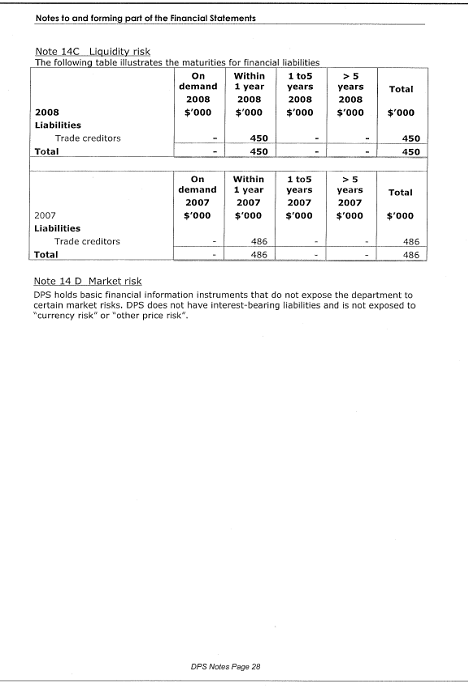 Notes to and forming part of the Financial Statements
Note 14C Liquidity risk
The following table illustrates the maturities for financial liabilities
On Within 1 to5 > 5
demand 1 year years years Total
2008 2008 2008 2008
2008 $'000 $'000 $'000 $'000 $'000
Liabilities
Trade creditors - 450 - - 450
Total - 450 - - 450
On Within 1 to5 > 5
demand 1 year years years Total
2007 2007 2007 2007
2007 $'000 $'000 $'000 $'000 $'000
Liabilities
Trade creditors - 486 - - 486
Total - 486 - - 486
Note 14 D Market risk
DPS holds basic financial information instruments that do not expose the department to
certain market risks. DPS does not have interest-bearing liabilities and is not exposed to
"currency risk" or "other price risk".
DPS Notes Page 28